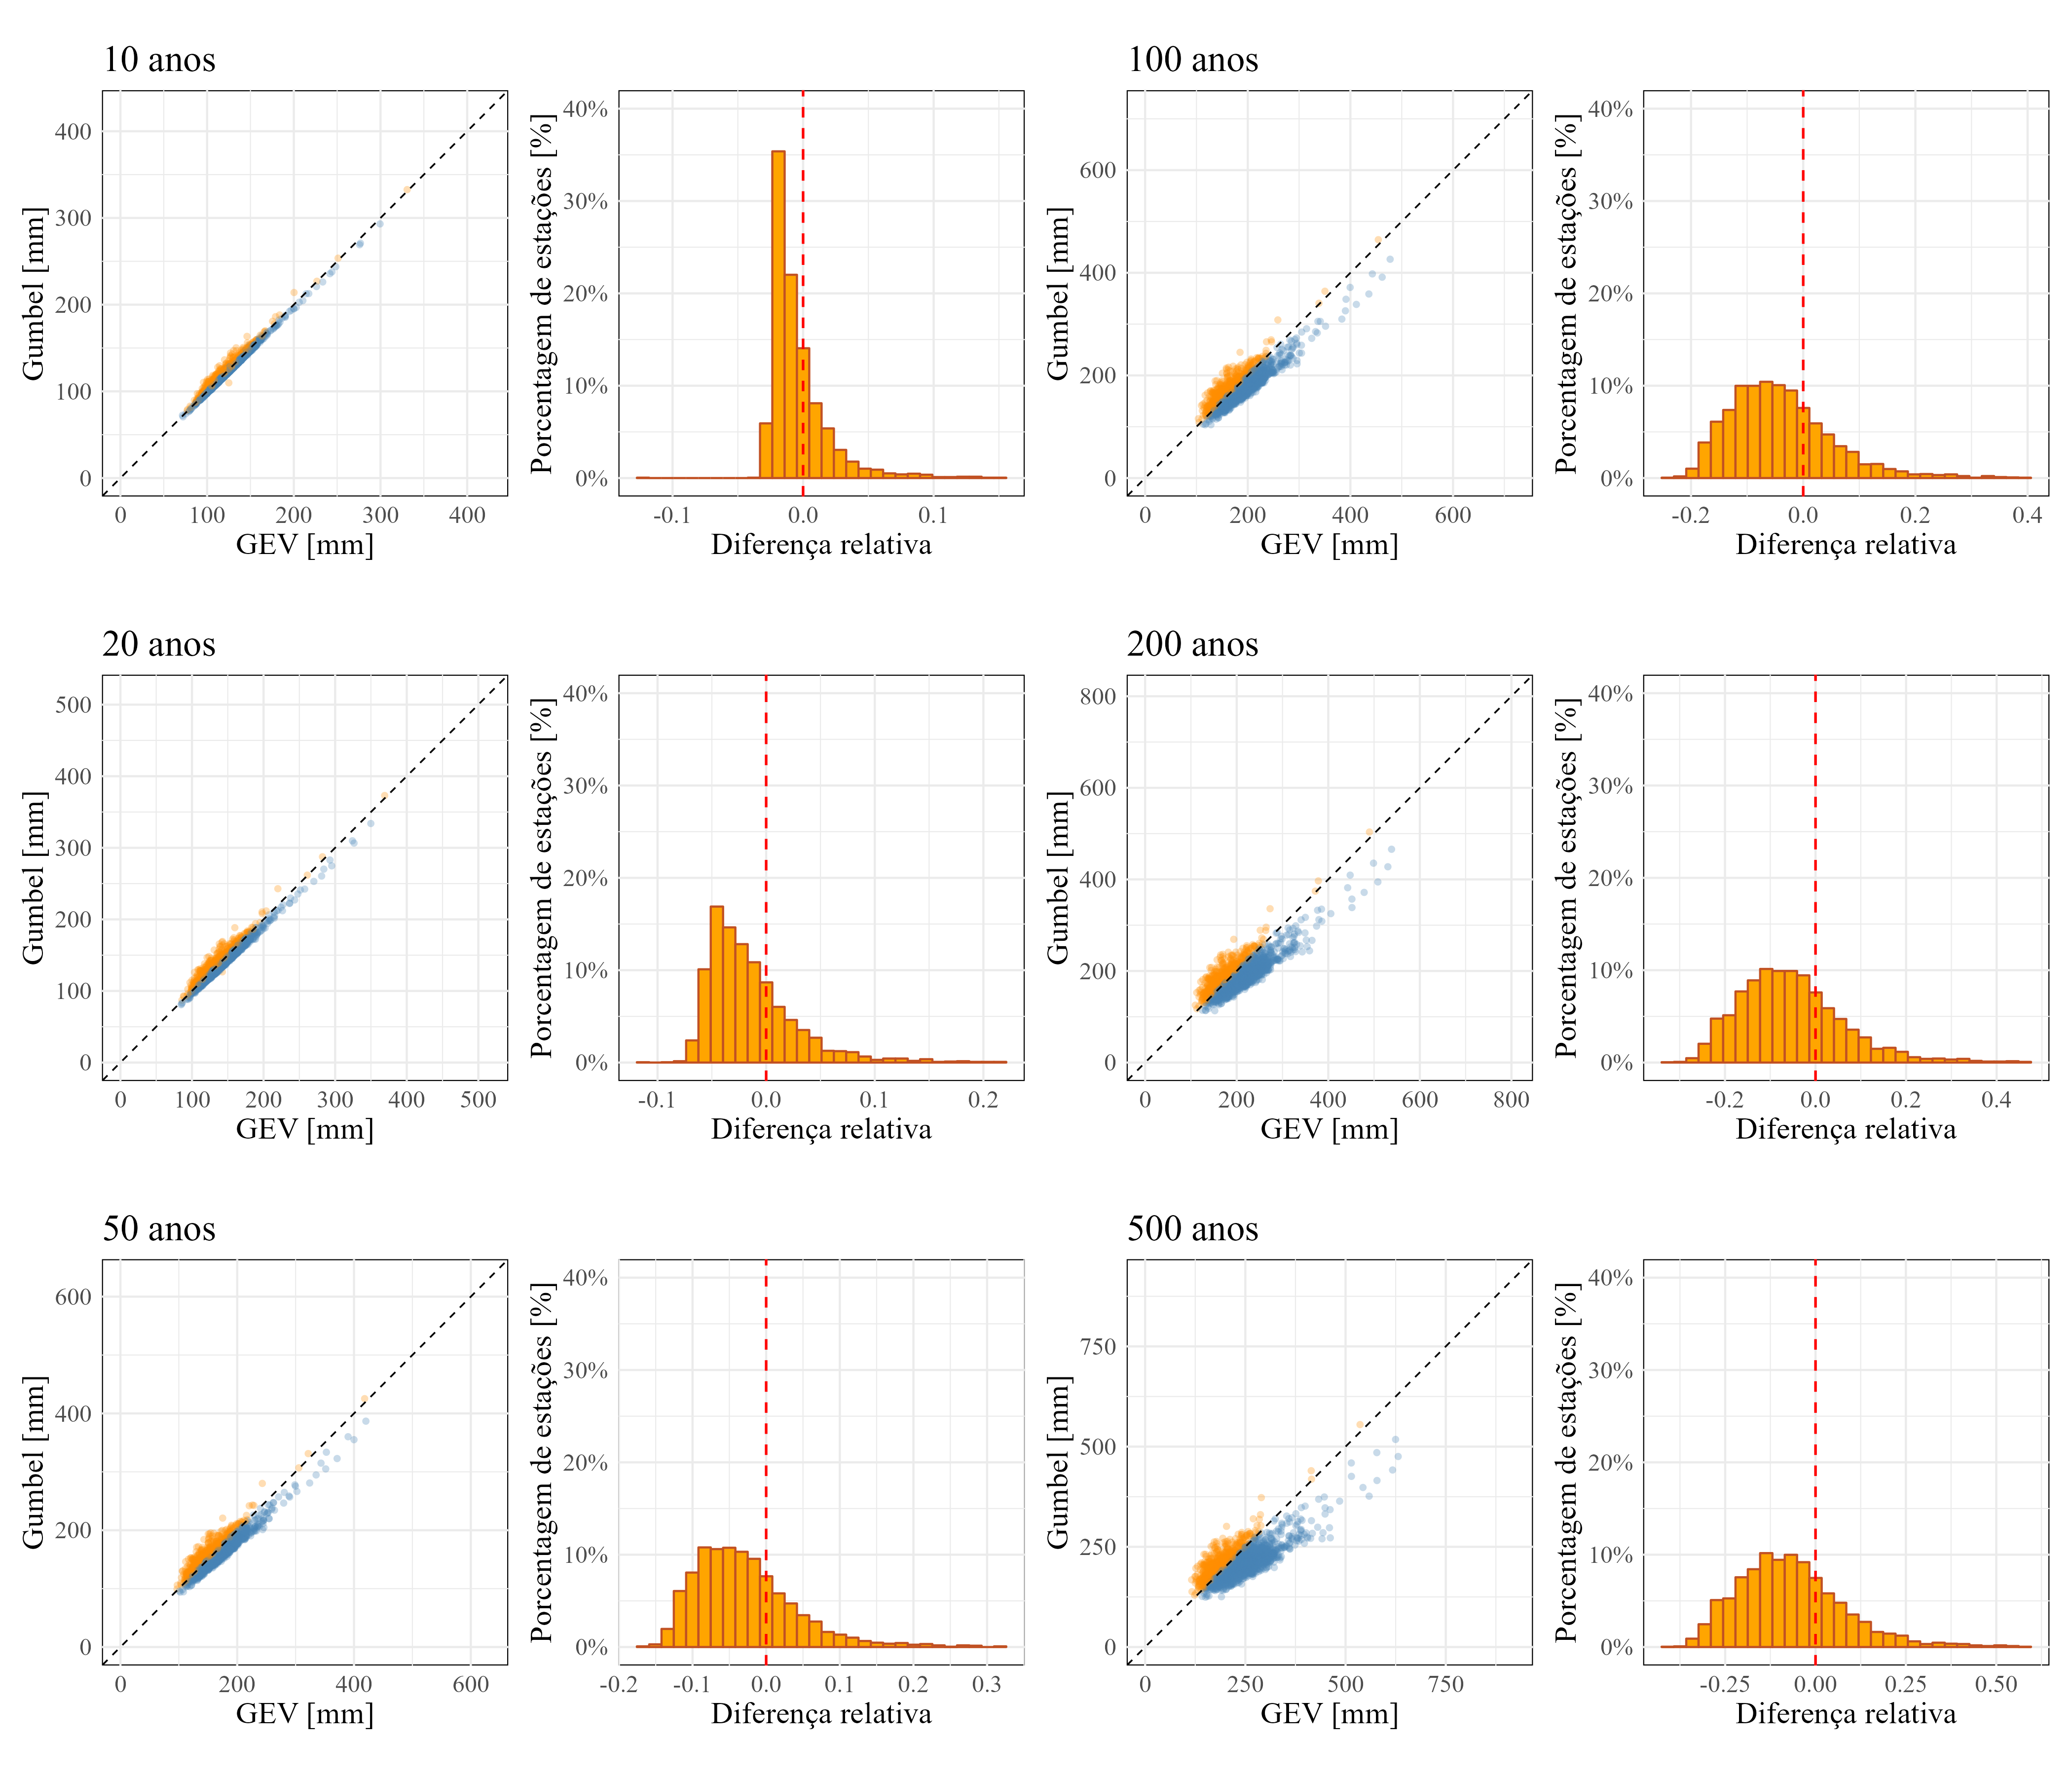 10 anos
Gumbel [mm]
400
300
200
100
0
0 100 200 300 400
GEV [mm]
Porcentagem de estações [%]
40%
30%
20%
10%
0%
-0.1 0.0 0.1
Diferença relativa
100 anos
Gumbel [mm]
600
400
200
0
0 200 400 600
GEV [mm]
Porcentagem de estações [%]
40%
30%
20%
10%
0%
-0.2 0.0 0.2 0.4
Diferença relativa
20 anos
Gumbel [mm]
500
400
300
200
100
0
0 100 200 300 400 500
GEV [mm]
Porcentagem de estações [%]
40%
30%
20%
10%
0%
-0.1 0.0 0.1 0.2
Diferença relativa
200 anos
Gumbel [mm]
800
600
400
200
0
0 200 400 600 800
GEV [mm]
Porcentagem de estações [%]
40%
30%
20%
10%
0%
-0.2 0.0 0.2 0.4
Diferença relativa
50 anos
Gumbel [mm]
600
400
200
0
0 200 400 600
GEV [mm]
Porcentagem de estações [%]
40%
30%
20%
10%
0%
-0.2 -0.1 0.0 0.1 0.2 0.3
Diferença relativa
500 anos
Gumbel [mm]
750
500
250
0
0 250 500 750
GEV [mm]
Porcentagem de estações [%]
40%
30%
20%
10%
0%
-0.25 0.00 0.25 0.50
Diferença relativa